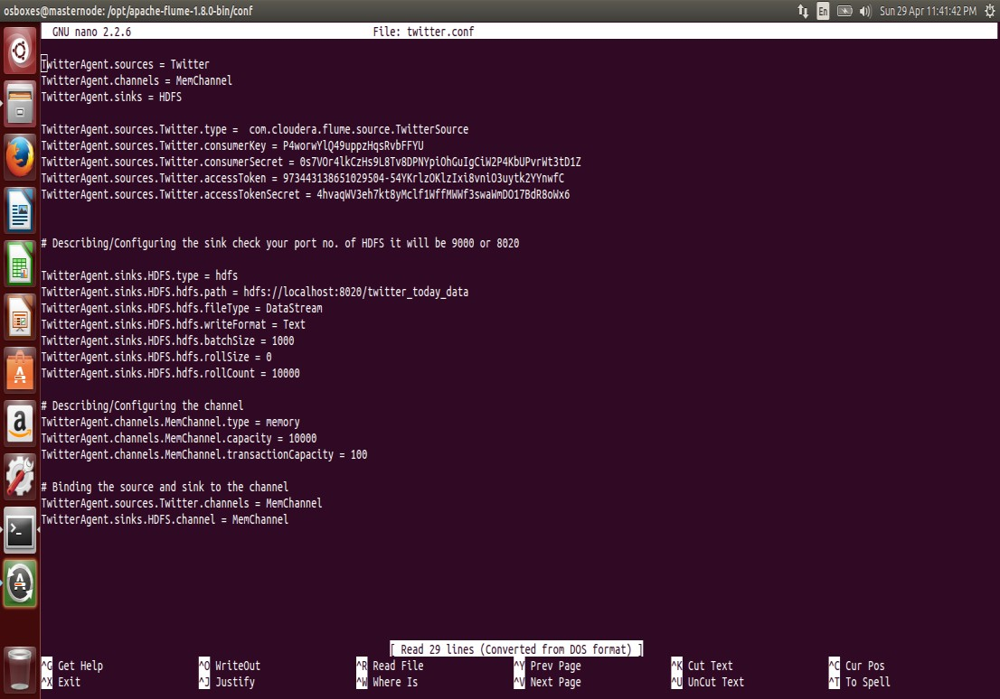 osboxes@masternode: /opt/apache-flume-1.8.0-bin/conf
En
Sun 29 Apr 11:41:42 PM
GNU nano 2.2.6 File: twitter.conf
TwitterAgent.sources = Twitter
TwitterAgent.channels = MemChannel
TwitterAgent.sinks = HDFS
TwitterAgent.sources.Twitter.type =  com.cloudera.flume.source.TwitterSource
TwitterAgent.sources.Twitter.consumerKey = P4worwYlQ49uppzHqsRvbFFYU
TwitterAgent.sources.Twitter.consumerSecret = 0s7VOr4lkCzHs9L8Tv8DPNYpiOhGuIgCiW2P4KbUPvrWt3tD1Z
TwitterAgent.sources.Twitter.accessToken = 973443138651029504-54YKrlzOKlzIxi8vniO3uytk2YYnwfC
TwitterAgent.sources.Twitter.accessTokenSecret = 4hvaqWV3eh7kt8yMclf1WffMWWf3swaWmDO17BdR8oWx6
# Describing/Configuring the sink check your port no. of HDFS it will be 9000 or 8020
TwitterAgent.sinks.HDFS.type = hdfs
TwitterAgent.sinks.HDFS.hdfs.path = hdfs://localhost:8020/twitter_today_data
TwitterAgent.sinks.HDFS.hdfs.fileType = DataStream
TwitterAgent.sinks.HDFS.hdfs.writeFormat = Text
TwitterAgent.sinks.HDFS.hdfs.batchSize = 1000
TwitterAgent.sinks.HDFS.hdfs.rollSize = 0
TwitterAgent.sinks.HDFS.hdfs.rollCount = 10000
# Describing/Configuring the channel
TwitterAgent.channels.MemChannel.type = memory
TwitterAgent.channels.MemChannel.capacity = 10000
TwitterAgent.channels.MemChannel.transactionCapacity = 100
# Binding the source and sink to the channel
TwitterAgent.sources.Twitter.channels = MemChannel
TwitterAgent.sinks.HDFS.channel = MemChannel
[ Read 29 lines (Converted from DOS format) ]
^G Get Help ^O WriteOut ^R Read File ^Y Prev Page ^K Cut Text ^C Cur Pos
^X Exit ^J Justify ^W Where Is ^V Next Page ^U UnCut Text ^T To Spell